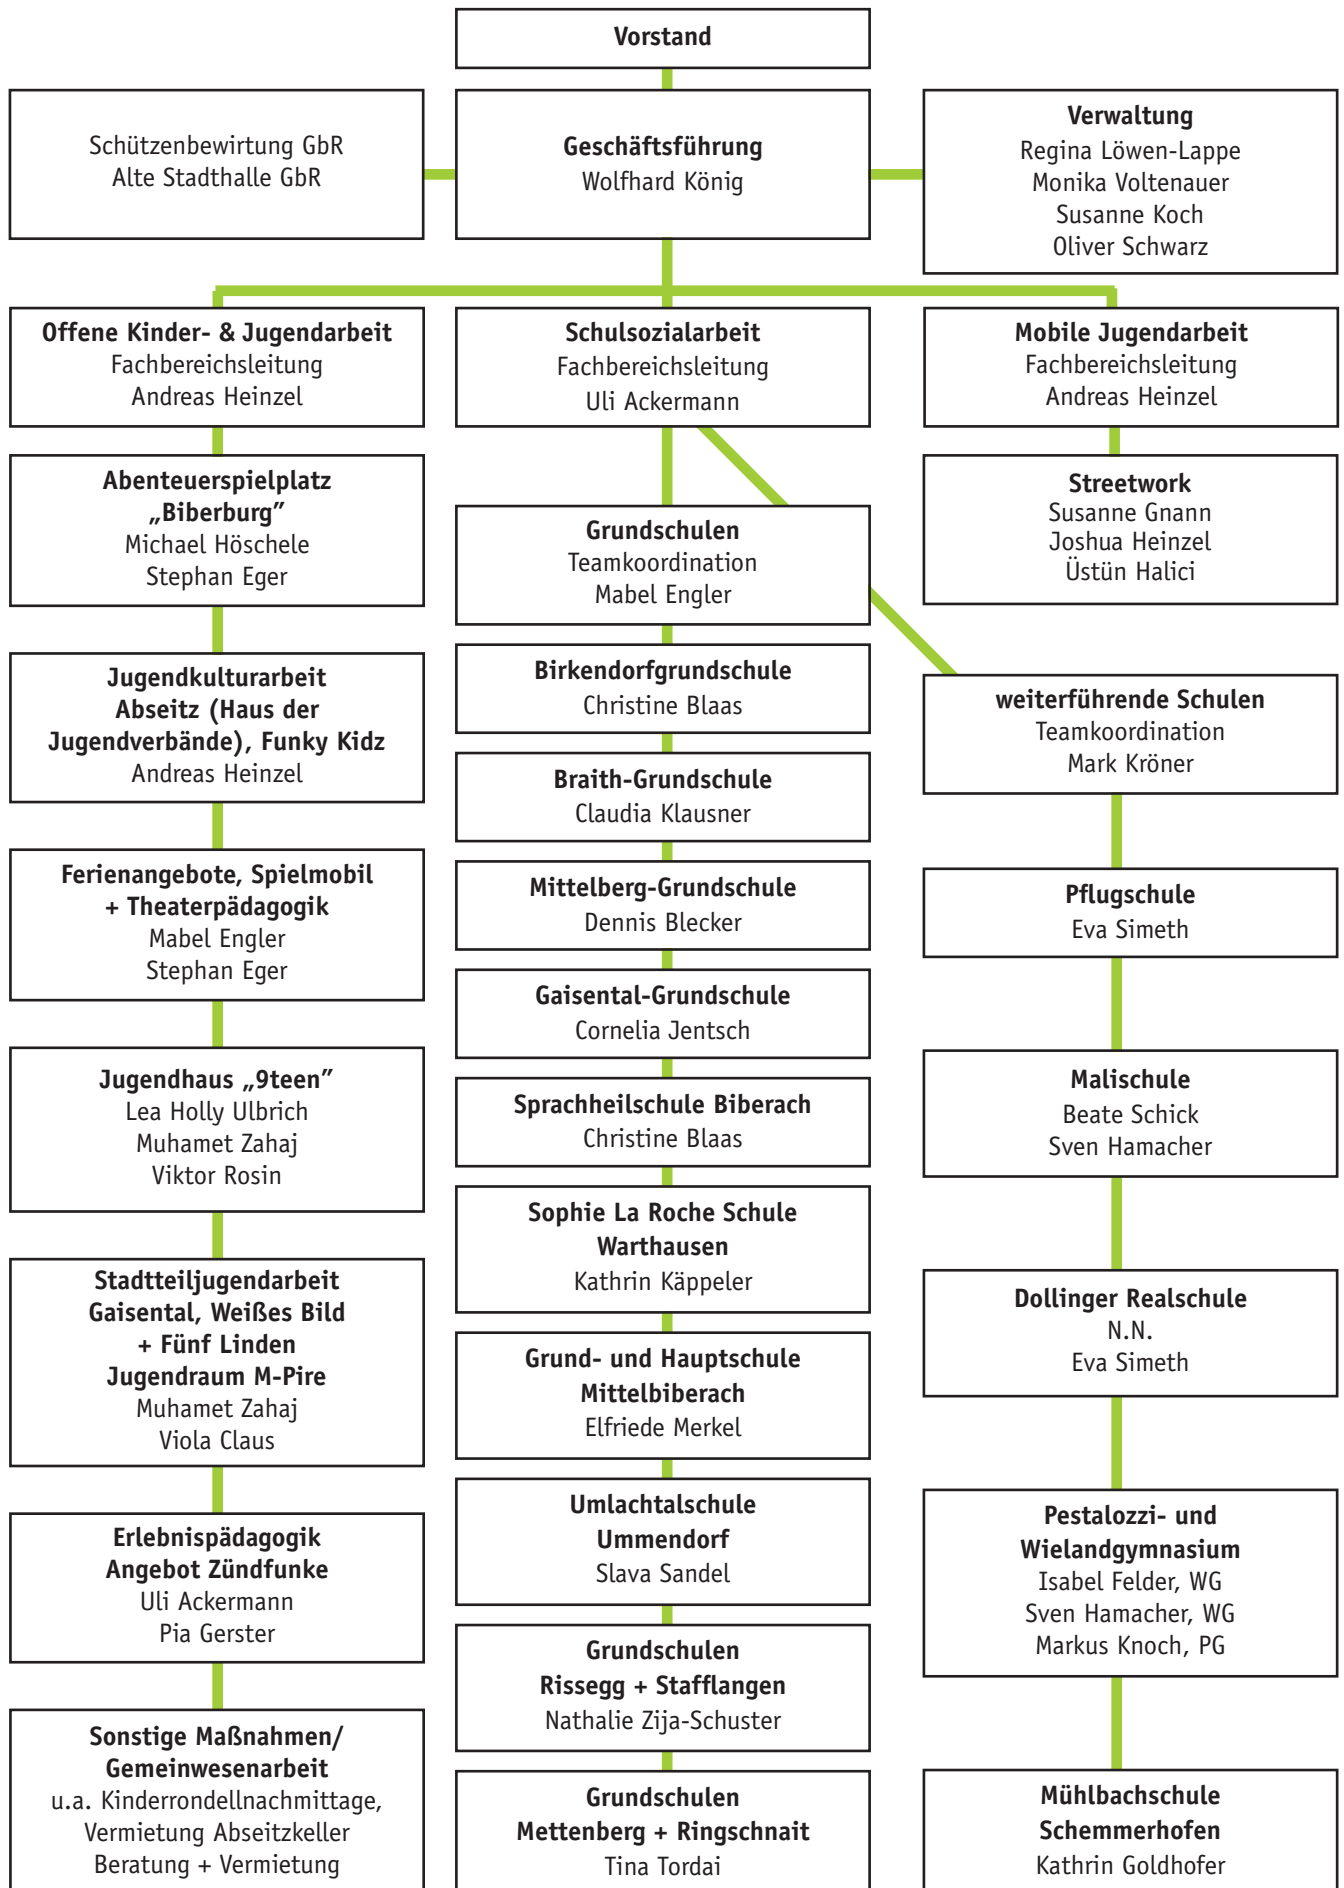 Vorstand
Schützenbewirtung GbR
Alte Stadthalle GbR
Geschäftsführung
Wolfhard König
Verwaltung
Regina Löwen-Lappe
Monika Voltenauer
Susanne Koch
Oliver Schwarz
Offene Kinder- & Jugendarbeit
Fachbereichsleitung
Andreas Heinzel
Schulsozialarbeit
Fachbereichsleitung
Uli Ackermann
Mobile Jugendarbeit
Fachbereichsleitung
Andreas Heinzel
Abenteuerspielplatz
„Biberburg”
Michael Höschele
Stephan Eger
Jugendkulturarbeit
Abseitz (Haus der
Jugendverbände), Funky Kidz
Andreas Heinzel
Ferienangebote, Spielmobil
+ Theaterpädagogik
Mabel Engler
Stephan Eger
Jugendhaus „9teen”
Lea Holly Ulbrich
Muhamet Zahaj
Viktor Rosin
Stadtteiljugendarbeit
Gaisental, Weißes Bild
+ Fünf Linden
Jugendraum M-Pire
Muhamet Zahaj
Viola Claus
Erlebnispädagogik
Angebot Zündfunke
Uli Ackermann
Pia Gerster
Sonstige Maßnahmen/
Gemeinwesenarbeit
u.a. Kinderrondellnachmittage,
Vermietung Abseitzkeller
Beratung + Vermietung
Grundschulen
Teamkoordination
Mabel Engler
Birkendorfgrundschule
Christine Blaas
Braith-Grundschule
Claudia Klausner
Mittelberg-Grundschule
Dennis Blecker
Gaisental-Grundschule
Cornelia Jentsch
Sprachheilschule Biberach
Christine Blaas
Sophie La Roche Schule
Warthausen
Kathrin Käppeler
Grund- und Hauptschule
Mittelbiberach
Elfriede Merkel
Umlachtalschule
Ummendorf
Slava Sandel
Grundschulen
Rissegg + Stafflangen
Nathalie Zija-Schuster
Grundschulen
Mettenberg + Ringschnait
Tina Tordai
Streetwork
Susanne Gnann
Joshua Heinzel
Üstün Halici
weiterführende Schulen
Teamkoordination
Mark Kröner
Pflugschule
Eva Simeth
Malischule
Beate Schick
Sven Hamacher
Dollinger Realschule
N.N.
Eva Simeth
Pestalozzi- und
Wielandgymnasium
Isabel Felder, WG
Sven Hamacher, WG
Markus Knoch, PG
Mühlbachschule
Schemmerhofen
Kathrin Goldhofer